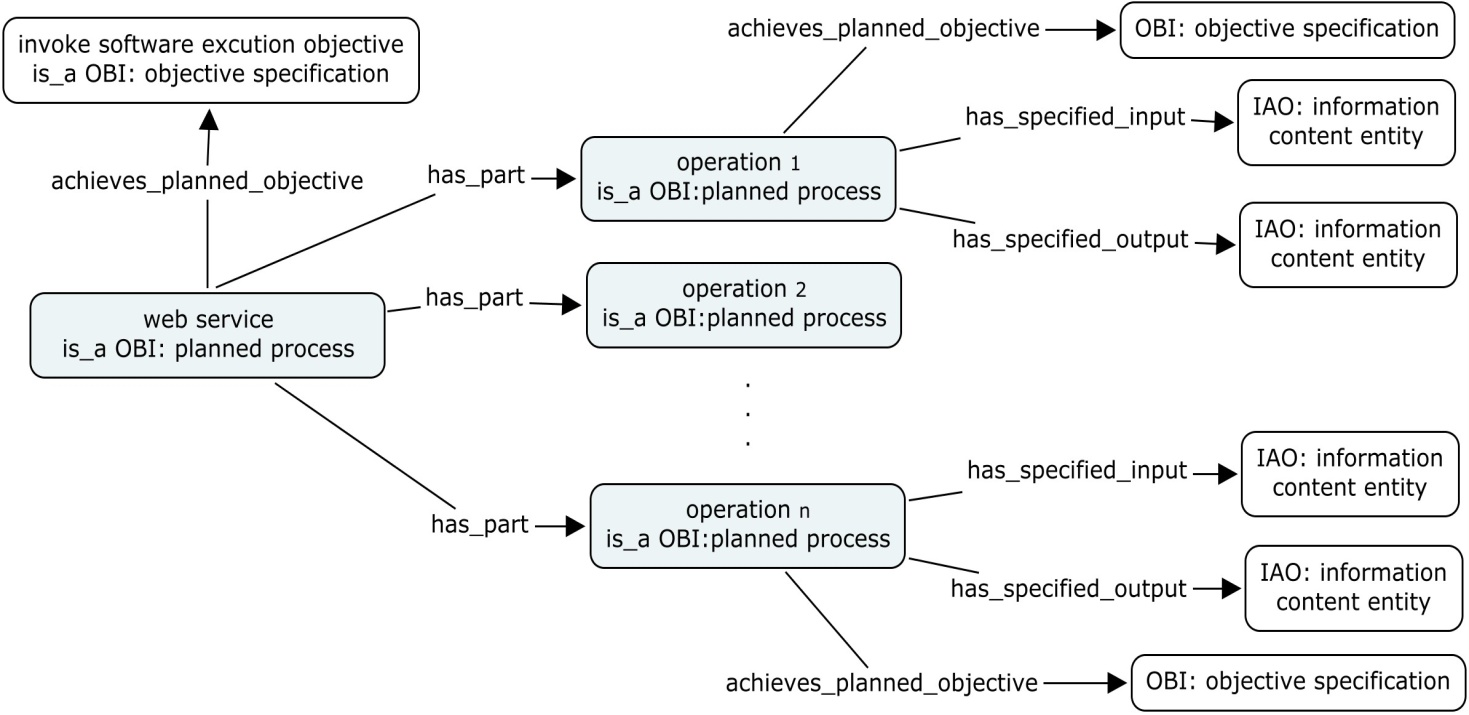 invoke software excution objective
is_a OBI: objective specification
achieves_planned_objective
web service
is_a OBI: planned process
has_part
has_part
has_part
operation 1
is_a OBI:planned process
operation 2
is_a OBI:planned process
.
.
.
operation n
is_a OBI:planned process
achieves_planned_objective
OBI: objective specification
has_specified_input
IAO: information
content entity
has_specified_output
IAO: information
content entity
has_specified_input
IAO: information
content entity
has_specified_output
IAO: information
content entity
achieves_planned_objective
OBI: objective specification